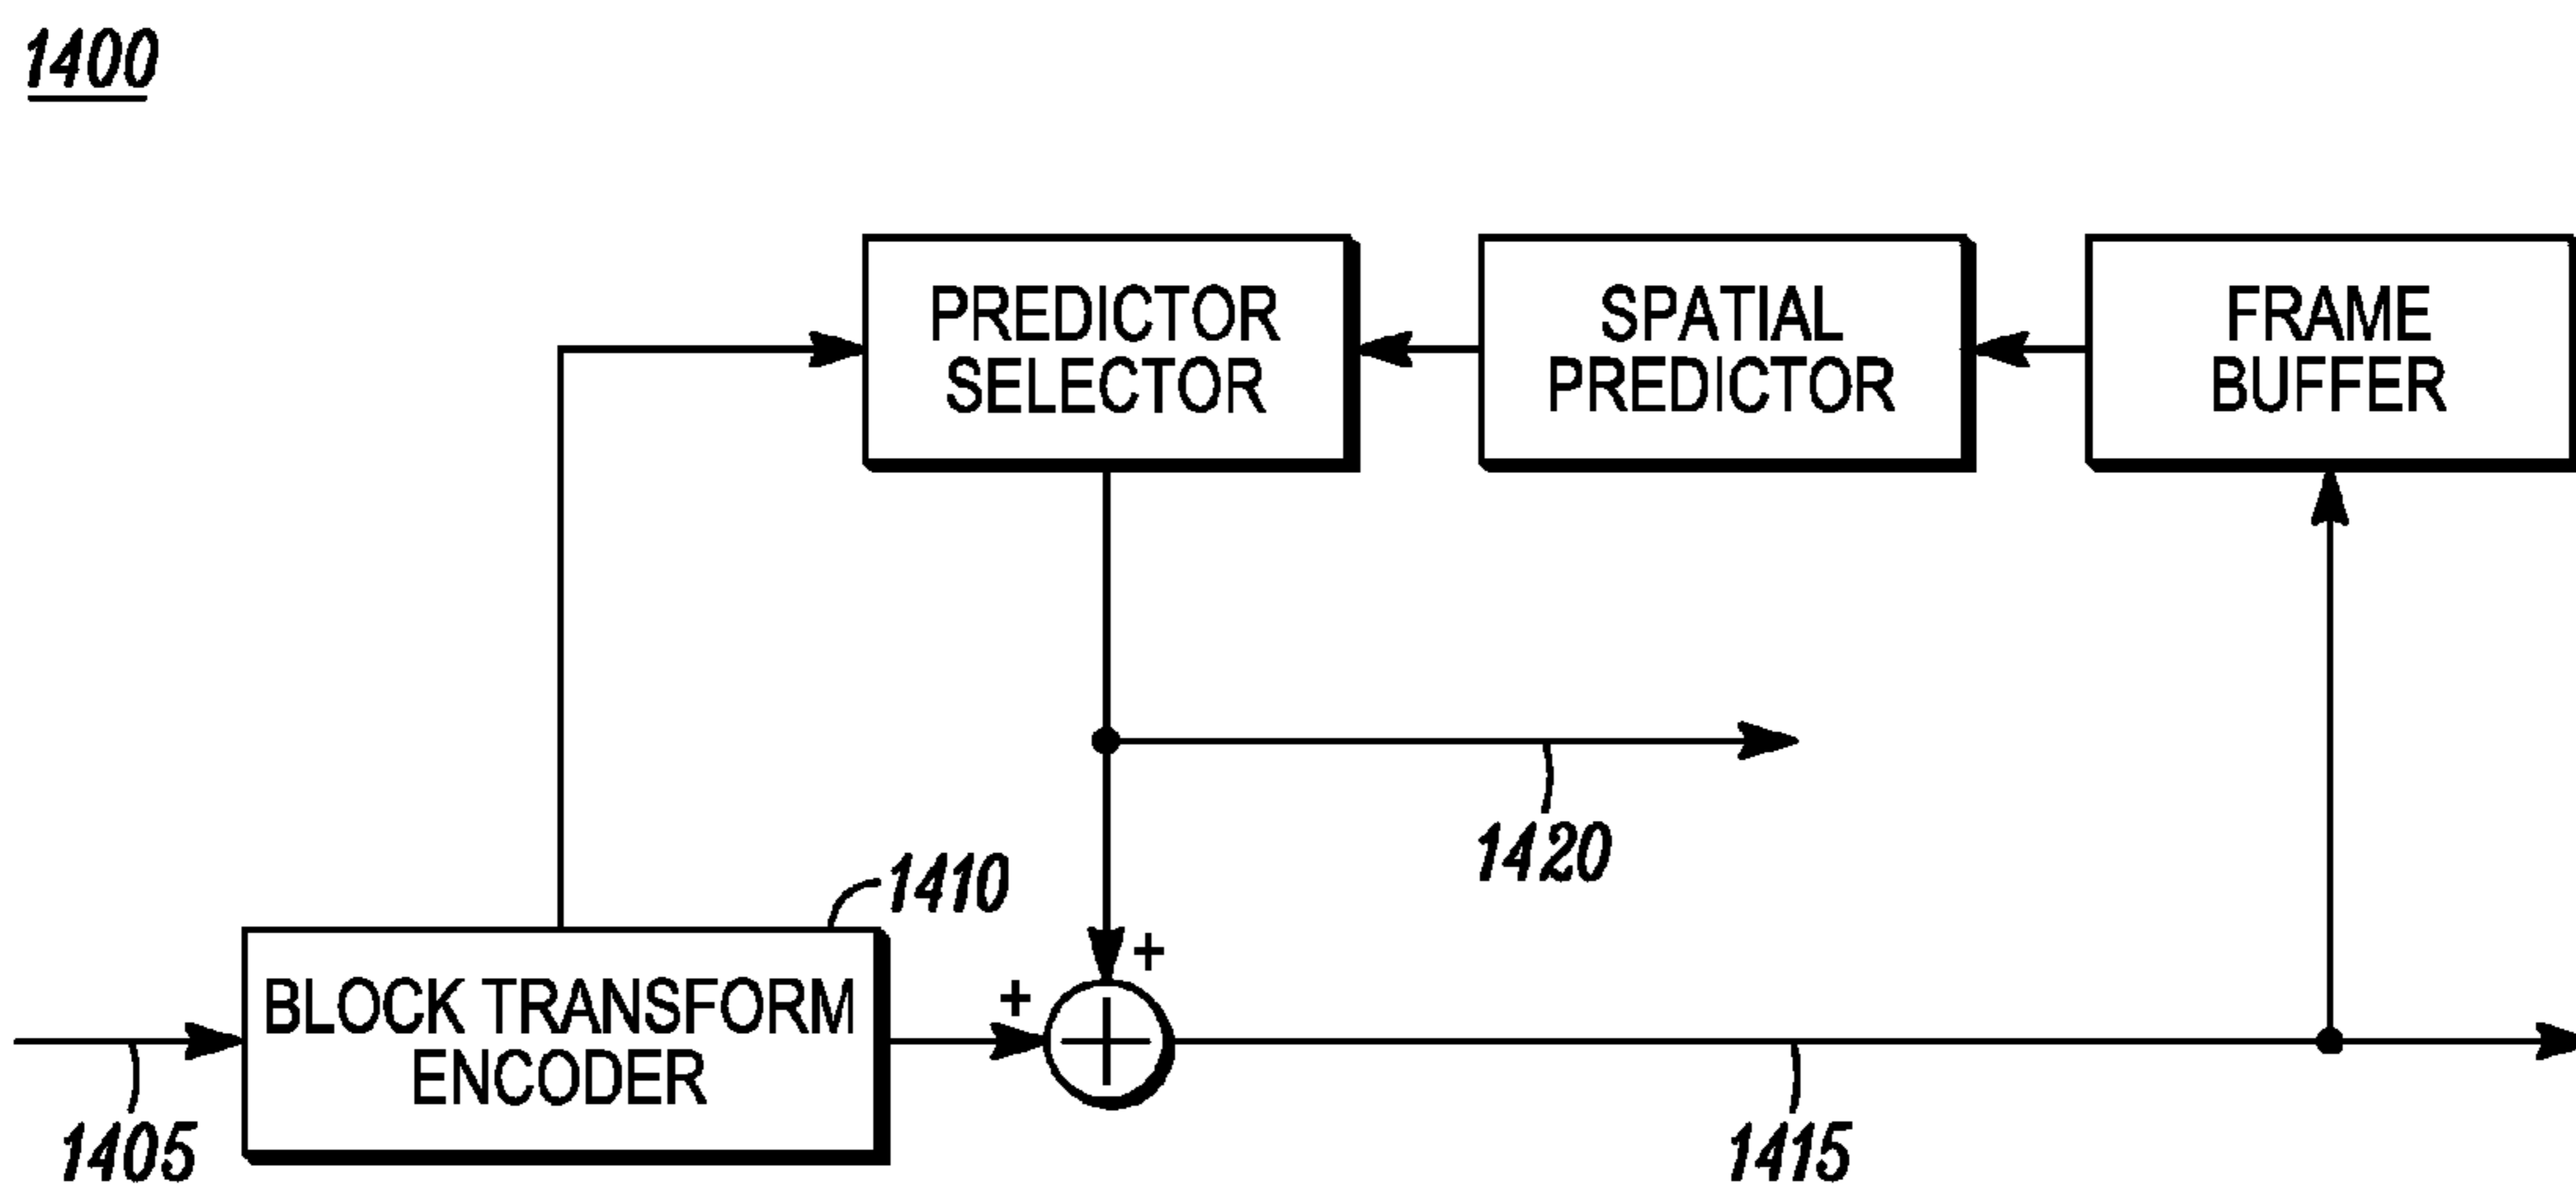 1400
PREDICTOR
SELECTOR
SPATIAL
PREDICTOR
FRAME
BUFFER
1420
1410
+
+
BLOCK TRANSFORM
ENCODER
1405
1415